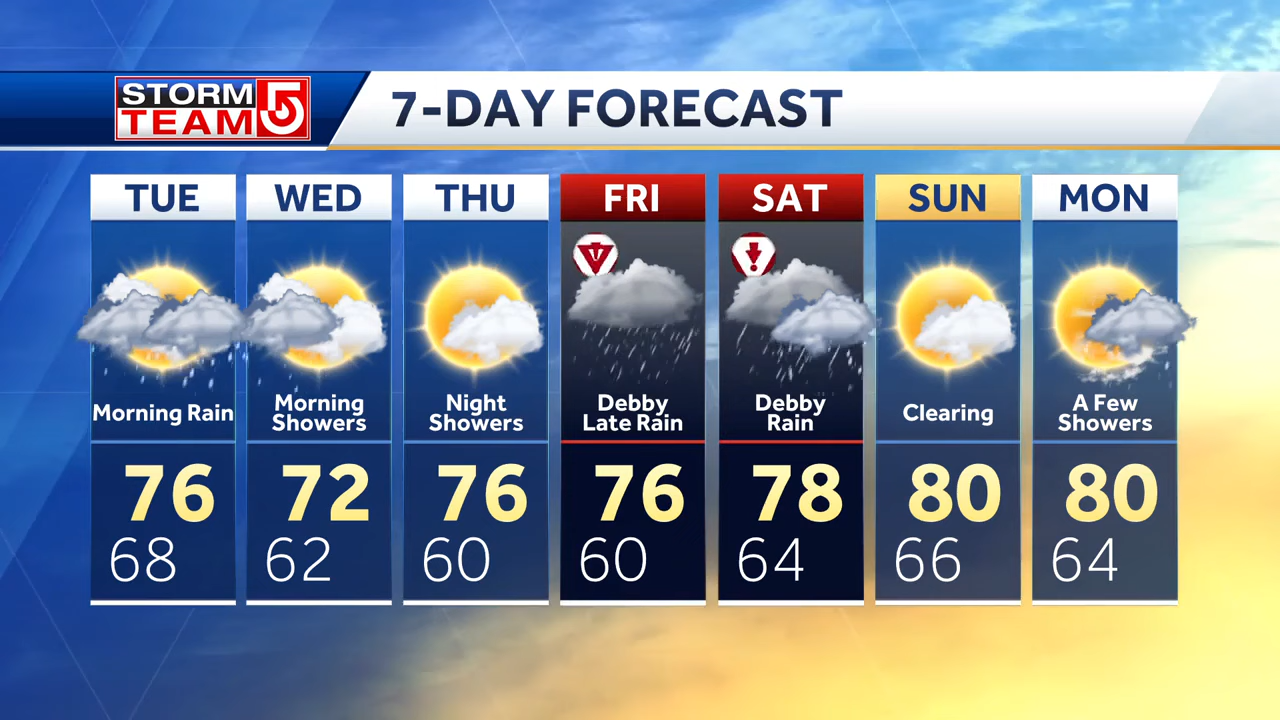 STORM
TEAM 5
7-DAY FORECAST
TUE
WED
THU
FRI
SAT
SUN
MON
Morning Rain
Morning
Showers
Night
Showers
Debby
Late Rain
Debby
Rain
Clearing
A Few
Showers
76
72
76
76
78
80
80
68
62
60
60
64
66
64